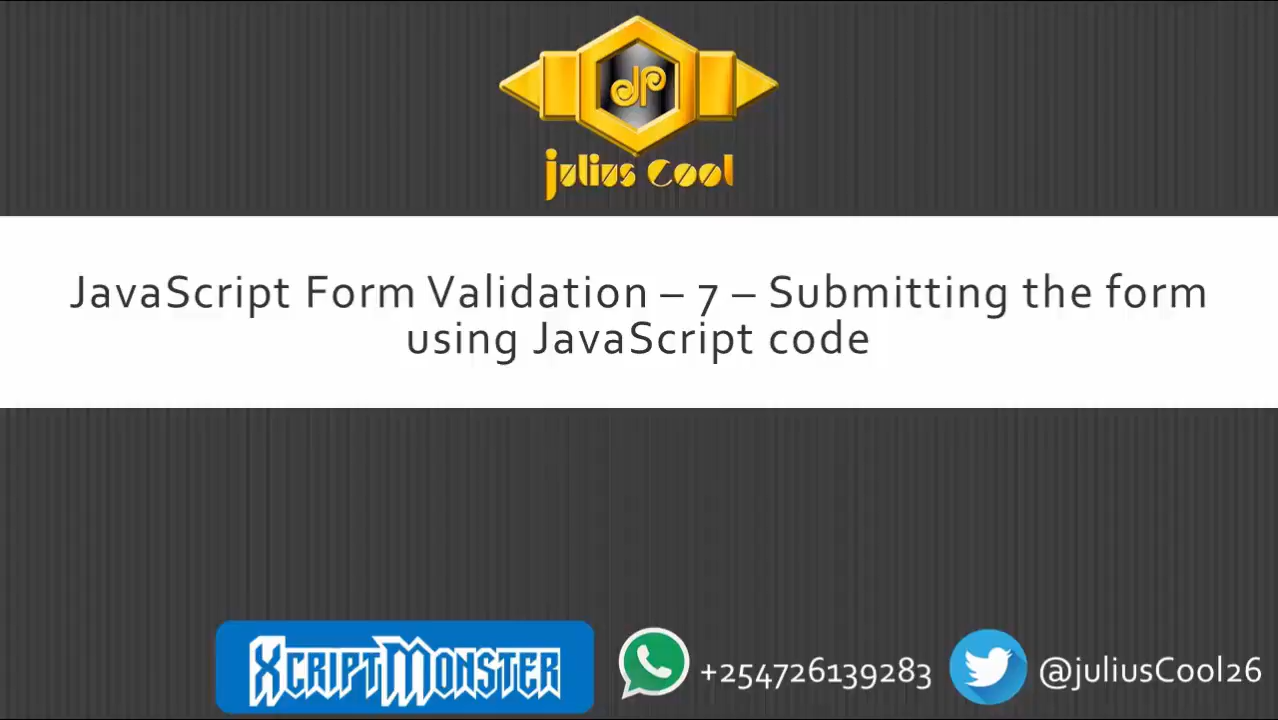 dp
julius Cool
JavaScript Form Validation – 7 – Submitting the form
using JavaScript code
XCRIPTMONSTER
+254726139283
@juliusCool26